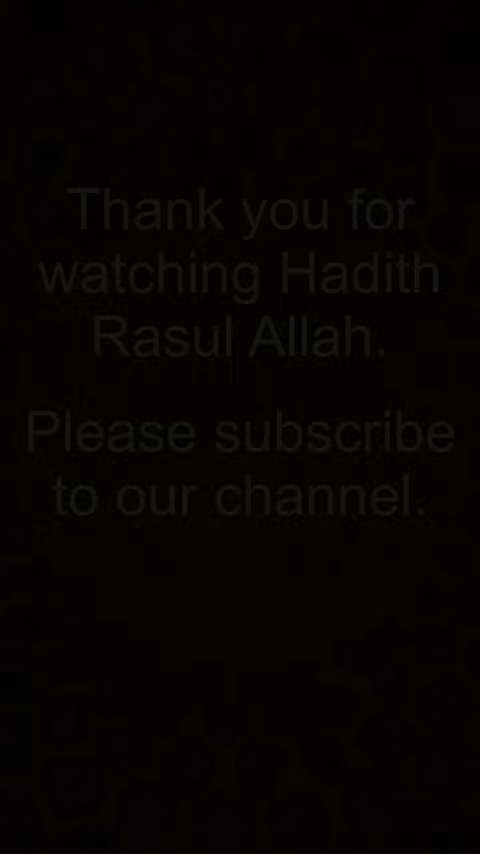 Thank you for
watching Hadith
Rasul Allah.
Please subscribe
to our channel.